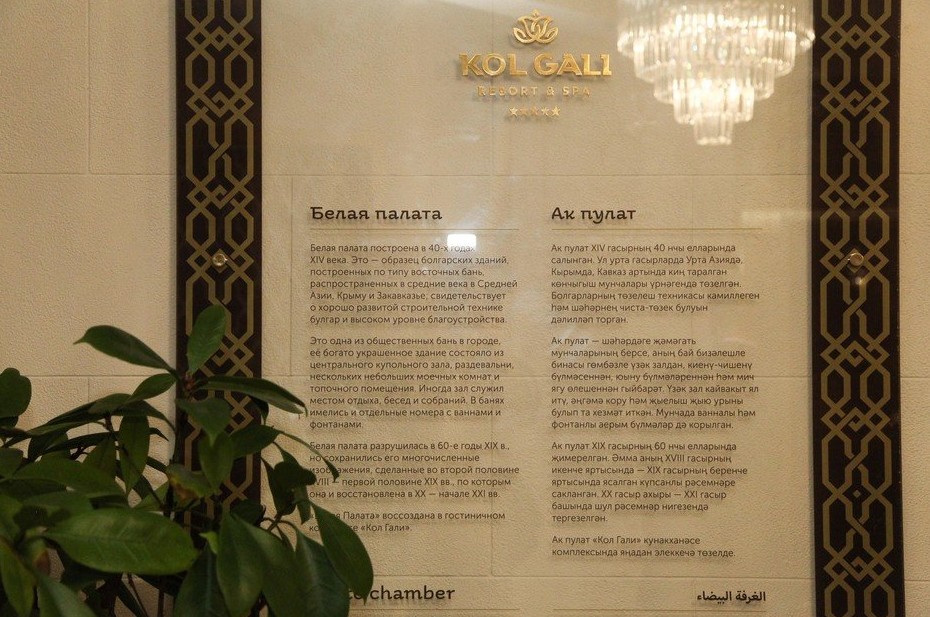 KOL GALI
RESORT & SPA
Белая палата
Белая палата построена в 40-х годах
XIV века. Это — образец болгарских зданий,
построенных по типу восточных бань,
распространенных в средние века в Средней
Азии, Крыму и Закавказье, свидетельствует
о хорошо развитой строительной технике
булгар и высоком уровне благоустройства.
Это одна из общественных бань в городе,
её богато украшенное здание состояло из
центрального купольного зала, раздевальни,
нескольких небольших моечных комнат и
топочного помещения. Иногда зал служил
местом отдыха, бесед и собраний. В банях
имелись и отдельные номера с ваннами и
фонтанами.
Белая палата разрушилась в 60-е годы XIX в.,
но сохранились его многочисленные
изображения, сделанные во второй половине
XVIII — первой половине XIX вв., по которым
она и восстановлена в XX — начале XXI вв.
Палата» воссоздана в гостиничном
«Кол Гали».
Ак пулат
Ак пулат XIV гасырның 40 нчы елларында
салынган. Ул урта гасырларда Урта Азиядә,
Кырымда, Кавказ артында киң таралган
көнчыгыш мунчалары үрнәгендә төзелгән.
Болгарларның төзелеш техникасы камиллеген
һәм шәһәрнең чиста-төзек булуын
дәлилләп торган.
Ак пулат — шәһәрдәге җәмәгать
мунчаларының берсе, аның бай бизәлешле
бинасы гөмбәзле үзәк залдан, киенү-чишенү
бүлмәсеннән, юыну бүлмәләреннән һәм мич
ягу өлешеннән гыйбарәт. Үзәк зал кайвакыт ял
итү, әңгәмә кору һәм җыелыш җыю урыны
булып та хезмәт иткән. Мунчада ванналы һәм
фонтанлы аерым бүлмәләр дә корылган.
Ак пулат XIX гасырның 60 нчы елларында
җимерелгән. Әмма аның XVIII гасырның
икенче яртысында — XIX гасырның беренче
яртысында ясалган күпсанлы рәсемнәре
сакланган. XX гасыр ахыры — XXI гасыр
башында шул рәсемнәр нигезендә
төргезелгән.
Ак пулат «Кол Гали» кунакханәсе
комплексында яңадан элеккечә төзелде.
chamber
الغرفة البيضاء